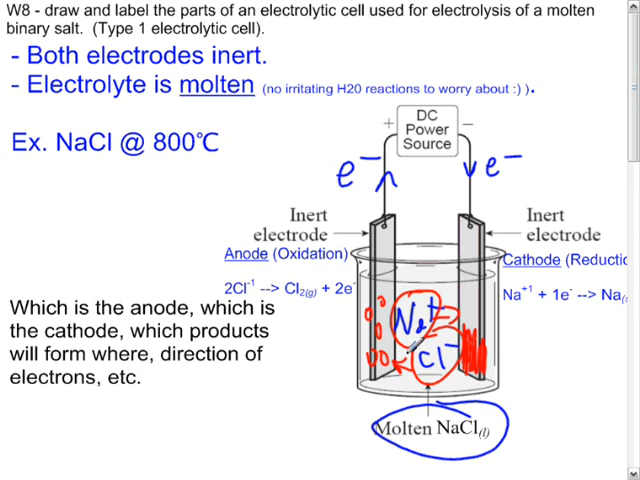 W8 - draw and label the parts of an electrolytic cell used for electrolysis of a molten
binary salt. (Type 1 electrolytic cell).
- Both electrodes inert.
- Electrolyte is molten (no irritating H20 reactions to worry about :) ).
Ex. NaCl @ 800℃
+ DC −
Power
Source
e⁻ e⁻
Inert
electrode
Inert
electrode
Anode (Oxidation)
Cathode (Reductio
2Cl⁻¹ --> Cl₂₍g₎ + 2e⁻
Na⁺¹ + 1e⁻ --> Na₍
Which is the anode, which is
the cathode, which products
will form where, direction of
electrons, etc.
Na⁺
Cl⁻
Molten NaCl₍l₎